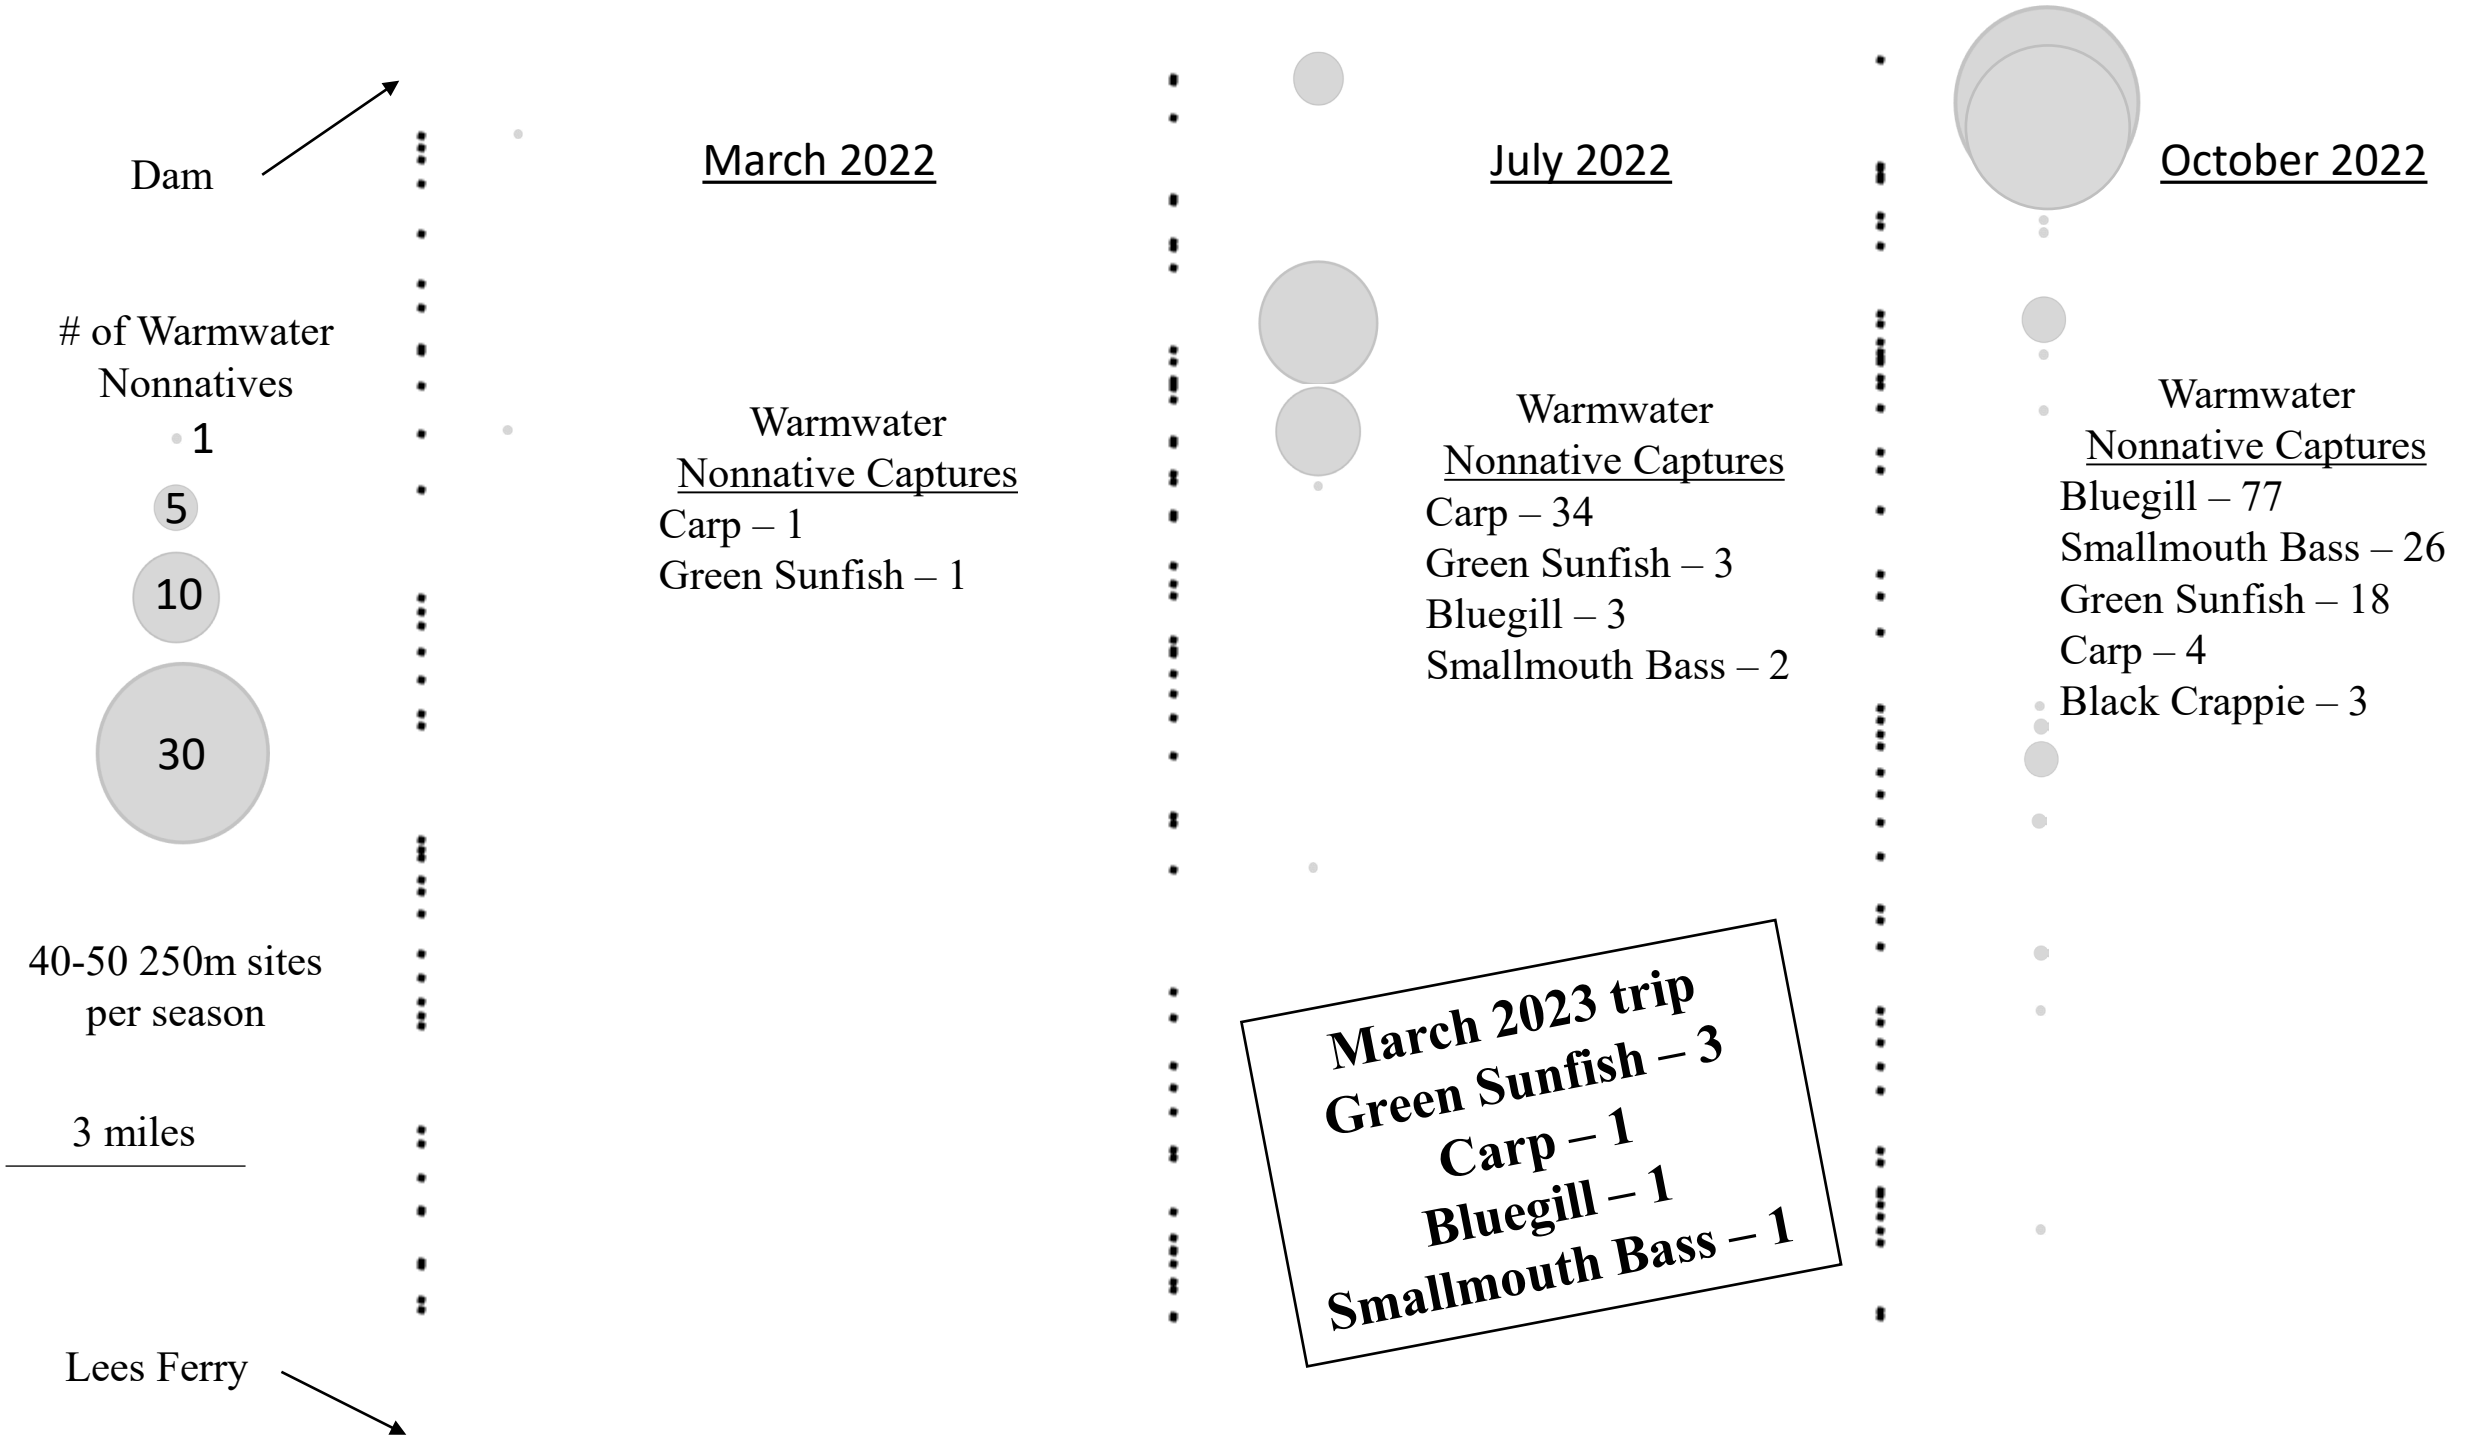 Dam
# of Warmwater
Nonnatives
1
5
10
30
40-50 250m sites
per season
3 miles
Lees Ferry
March 2022
Warmwater
Nonnative Captures
Carp – 1
Green Sunfish – 1
July 2022
Warmwater
Nonnative Captures
Carp – 34
Green Sunfish – 3
Bluegill – 3
Smallmouth Bass – 2
March 2023 trip
Green Sunfish – 3
Carp – 1
Bluegill – 1
Smallmouth Bass – 1
October 2022
Warmwater
Nonnative Captures
Bluegill – 77
Smallmouth Bass – 26
Green Sunfish – 18
Carp – 4
Black Crappie – 3